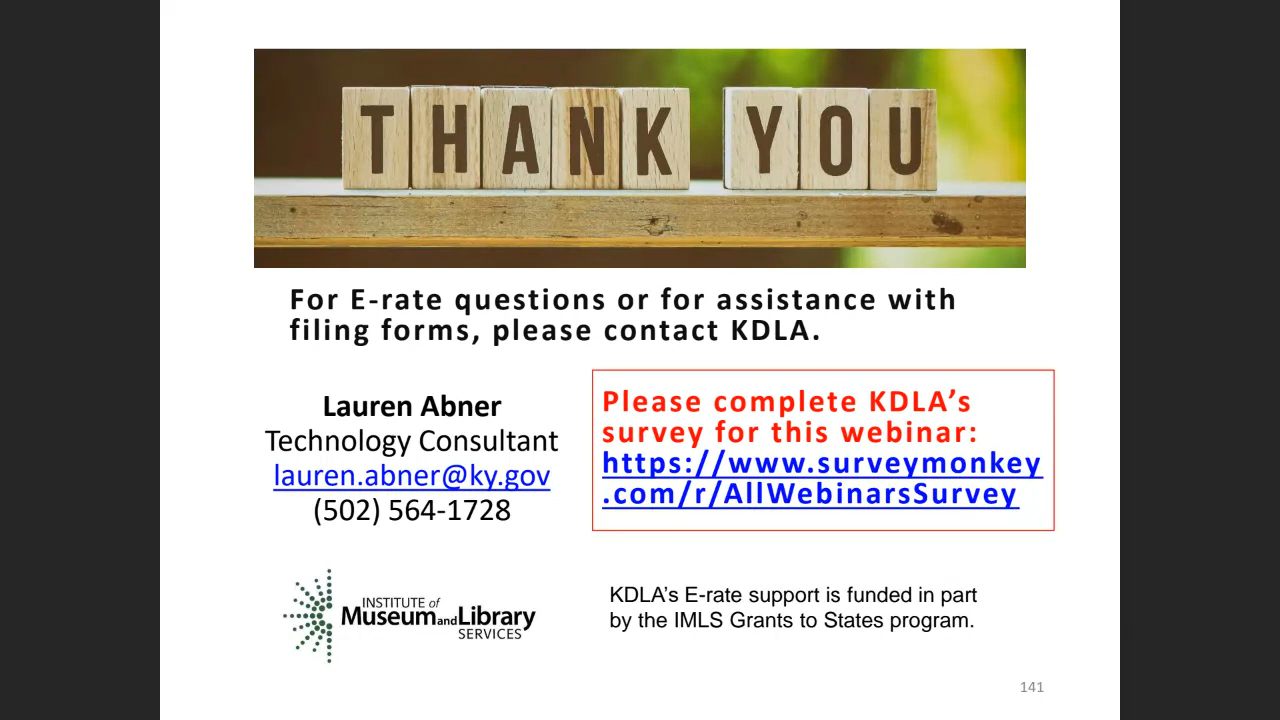 THANK YOU
For E-rate questions or for assistance with
filing forms, please contact KDLA.
Lauren Abner
Technology Consultant
lauren.abner@ky.gov
(502) 564-1728
Please complete KDLA’s
survey for this webinar:
https://www.surveymonkey
.com/r/AllWebinarsSurvey
INSTITUTE of
Museum and Library
SERVICES
KDLA’s E-rate support is funded in part
by the IMLS Grants to States program.
141